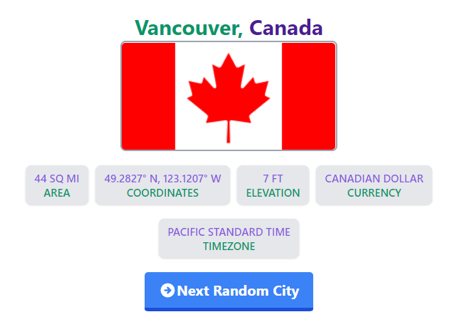 Vancouver, Canada
44 SQ MI
AREA
49.2827° N, 123.1207° W
COORDINATES
7 FT
ELEVATION
CANADIAN DOLLAR
CURRENCY
PACIFIC STANDARD TIME
TIMEZONE
Next Random City